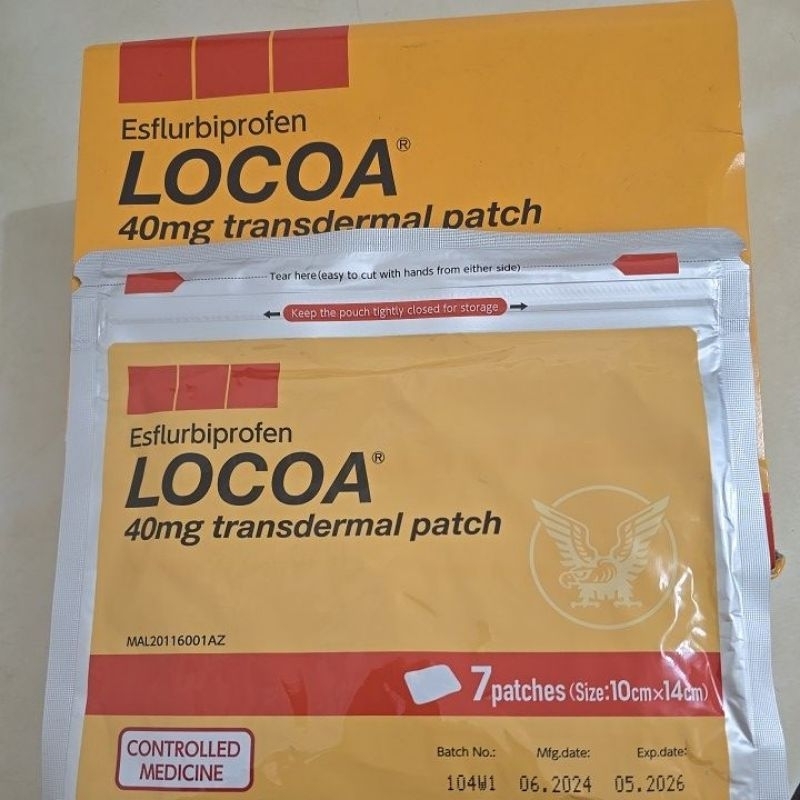 Esflurbiprofen
LOCOA®
40mg transdermal patch
Tear here(easy to cut with hands from either side)
Keep the pouch tightly closed for storage
Esflurbiprofen
LOCOA®
40mg transdermal patch
MAL20116001AZ
7patches (Size:10cm×14cm)
CONTROLLED
MEDICINE
Batch No.: Mfg.date: Exp.date:
104W1 06.2024 05.2026